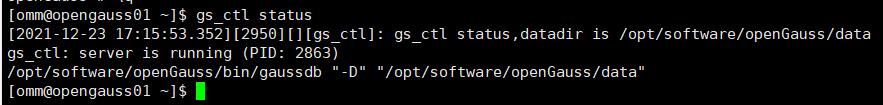 [omm@opengauss01 ~]$ gs_ctl status
[2021-12-23 17:15:53.352][2950][][gs_ctl]: gs_ctl status,datadir is /opt/software/openGauss/data
gs_ctl: server is running (PID: 2863)
/opt/software/openGauss/bin/gaussdb "-D" "/opt/software/openGauss/data"
[omm@opengauss01 ~]$